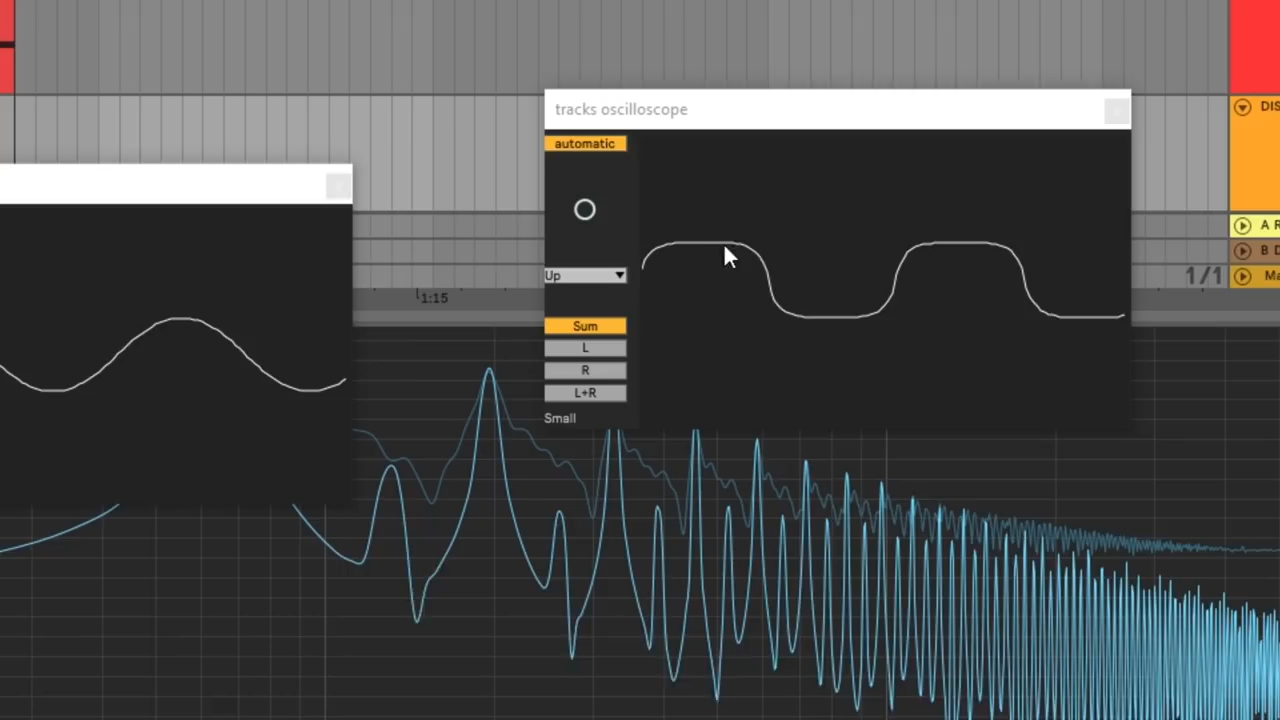 tracks oscilloscope
automatic
Up
Sum
L
R
L+R
Small
1:15
1/1
DIS
A R
B D
Ma